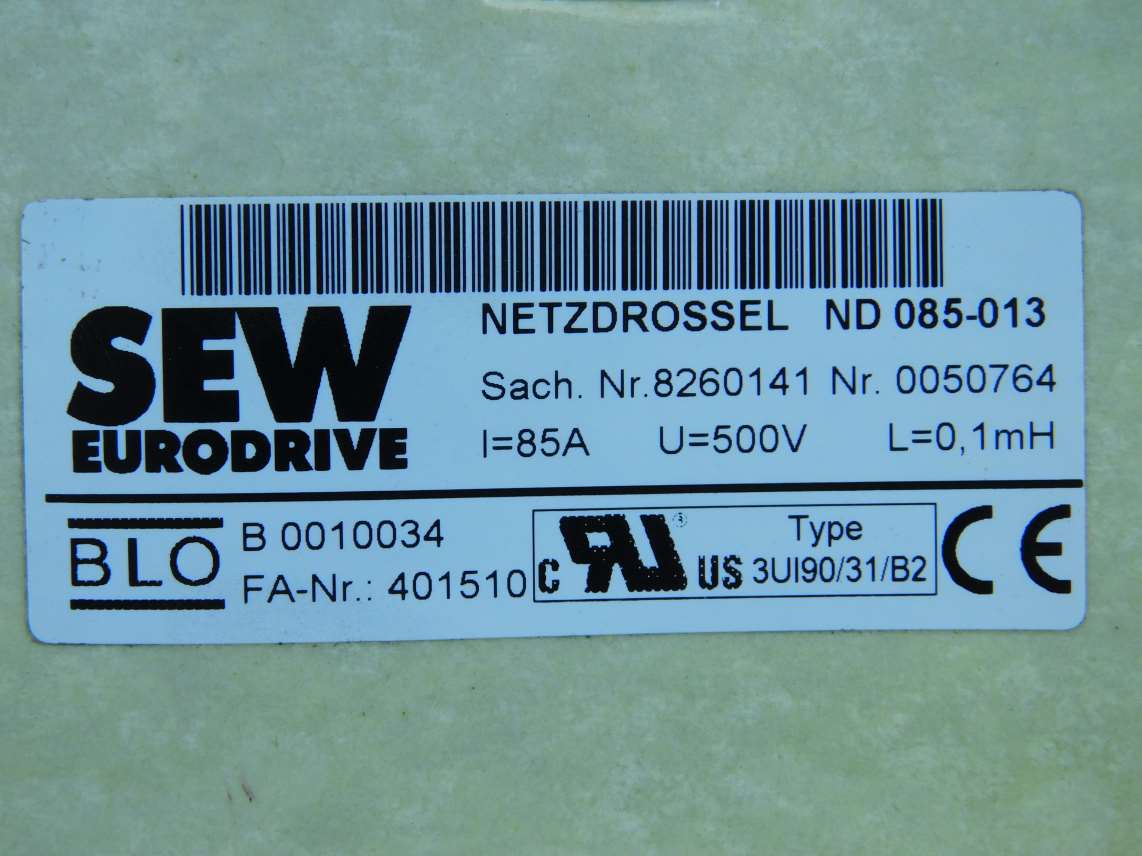 SEW
EURODRIVE
NETZDROSSEL ND 085-013
Sach. Nr.8260141 Nr. 0050764
I=85A U=500V L=0,1mH
BLO
B 0010034
FA-Nr.: 401510
C RU® US
Type
3UI90/31/B2
CE